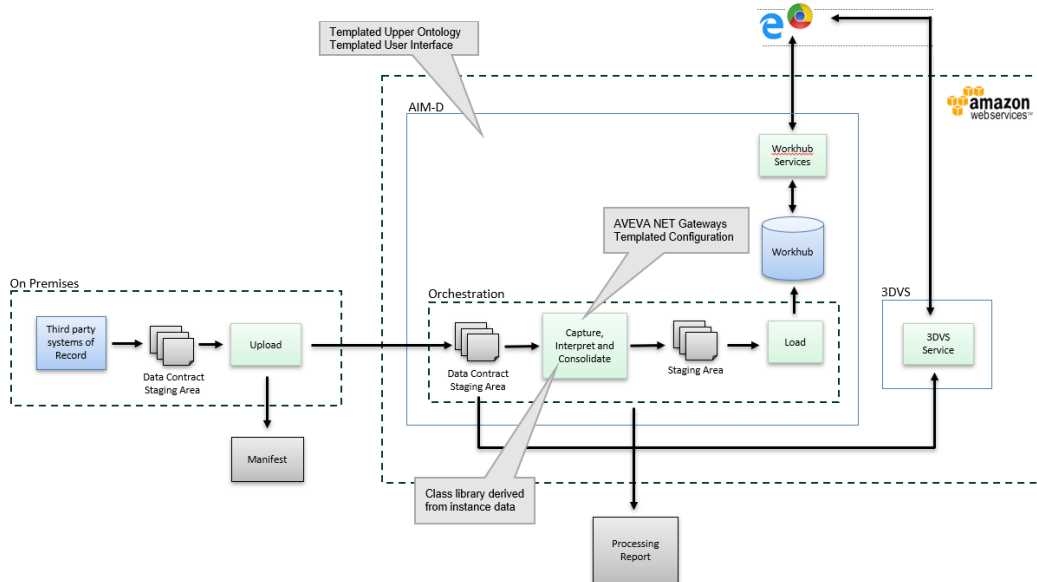 Templated Upper Ontology
Templated User Interface
amazon
webservices™
AIM-D
Workhub
Services
AVEVA NET Gateways
Templated Configuration
Workhub
On Premises
Orchestration
3DVS
Third party
systems of
Record
Data Contract
Staging Area
Upload
Data Contract
Staging Area
Capture,
Interpret and
Consolidate
Staging Area
Load
3DVS
Service
Manifest
Class library derived
from instance data
Processing
Report